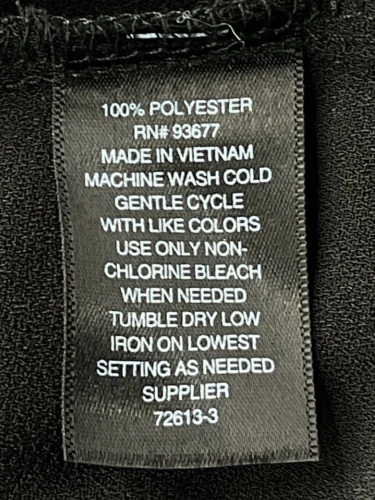 100% POLYESTER
RN# 93677
MADE IN VIETNAM
MACHINE WASH COLD
GENTLE CYCLE
WITH LIKE COLORS
USE ONLY NON-
CHLORINE BLEACH
WHEN NEEDED
TUMBLE DRY LOW
IRON ON LOWEST
SETTING AS NEEDED
SUPPLIER
72613-3